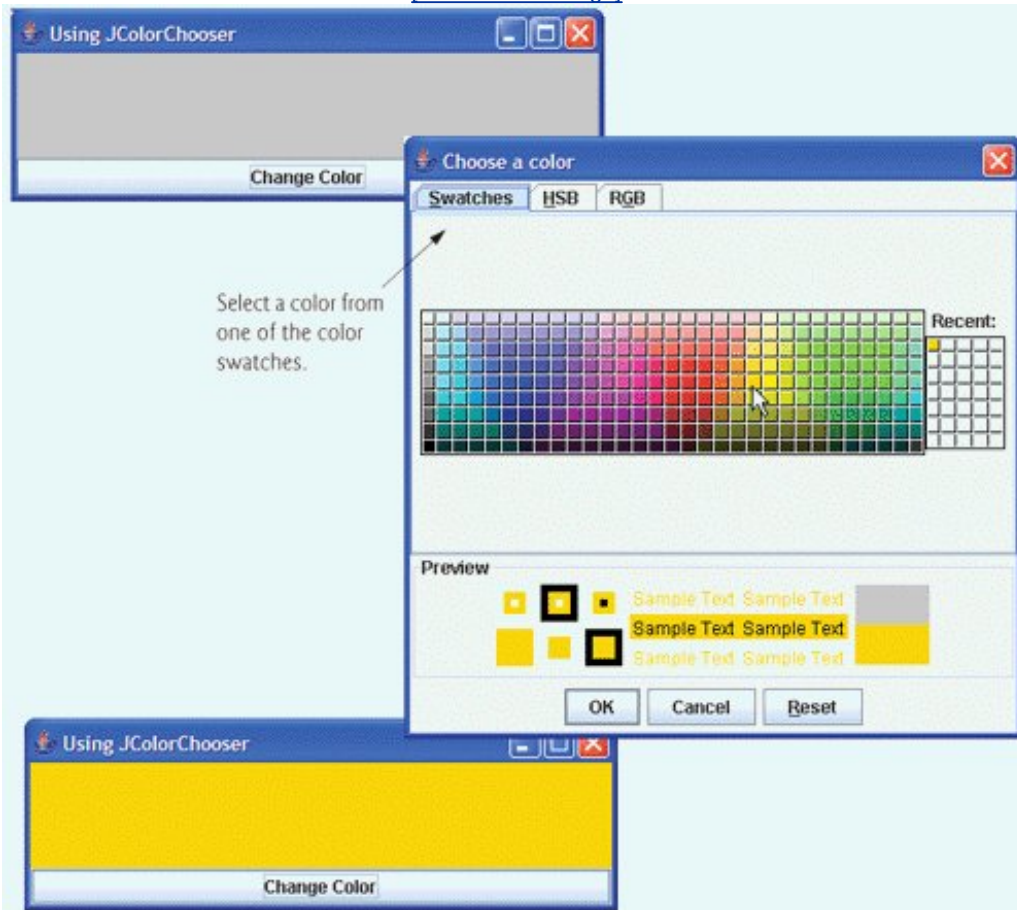 Using JColorChooser
Change Color
Choose a color
Swatches HSB RGB
Select a color from
one of the color
swatches.
Recent:
Preview
Sample Text Sample Text
Sample Text Sample Text
Sample Text Sample Text
OK Cancel Reset
Using JColorChooser
Change Color